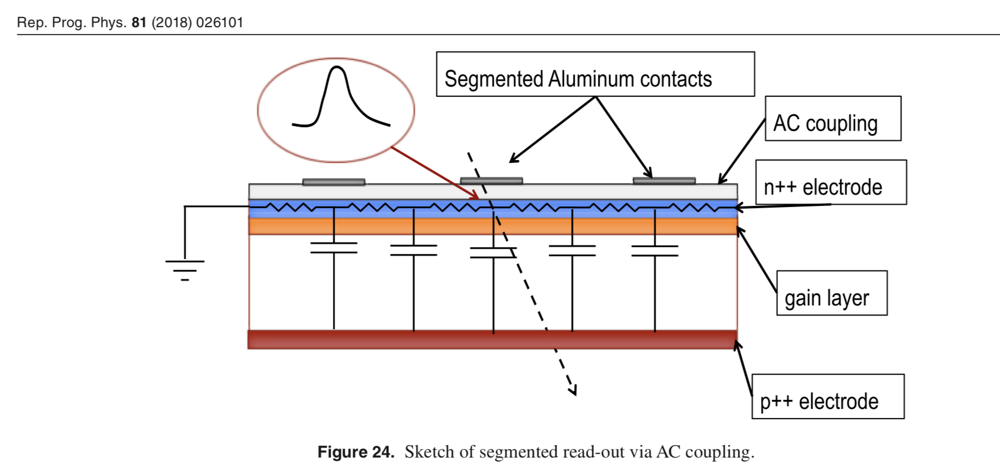 Rep. Prog. Phys. 81 (2018) 026101
Segmented Aluminum contacts
AC coupling
n++ electrode
gain layer
p++ electrode
Figure 24. Sketch of segmented read-out via AC coupling.